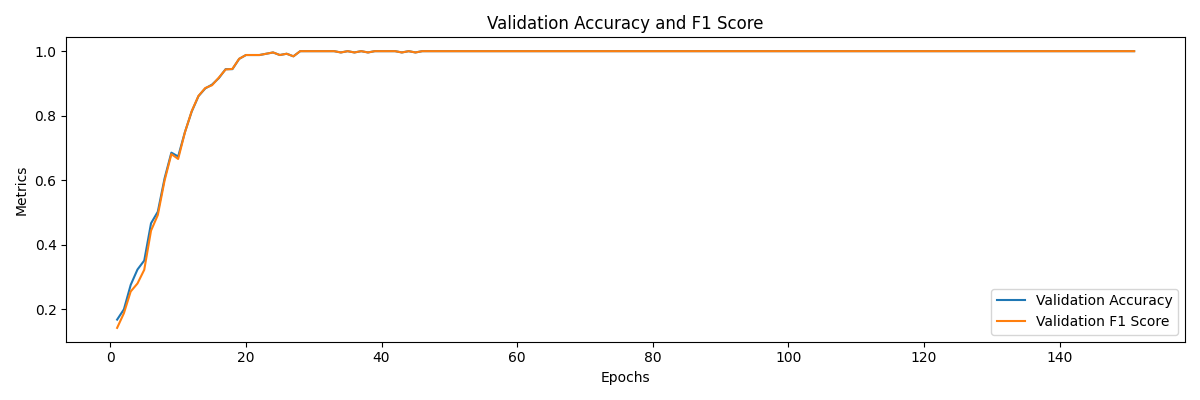 Validation Accuracy and F1 Score
1.0
0.8
0.6
0.4
0.2
Metrics
Validation Accuracy
Validation F1 Score
0 20 40 60 80 100 120 140
Epochs